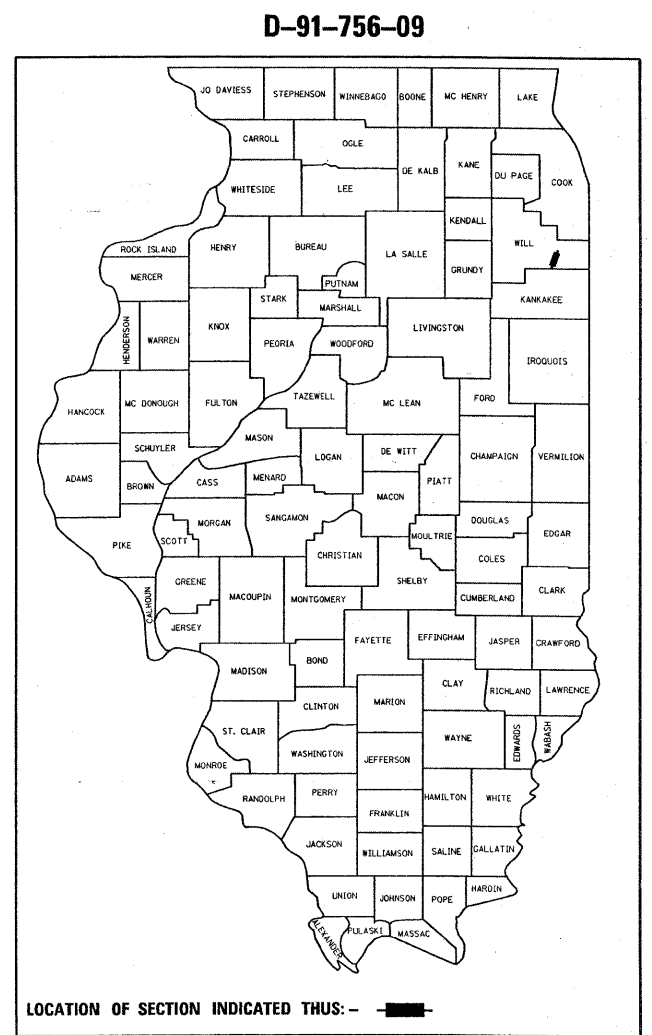 D-91-756-09
JO DAVIESS STEPHENSON WINNEBAGO BOONE MC HENRY LAKE
CARROLL OGLE DE KALB KANE DU PAGE COOK
WHITESIDE LEE
KENDALL
ROCK ISLAND HENRY BUREAU LA SALLE WILL
MERCER PUTNAM GRUNDY
STARK MARSHALL KANKAKEE
HENDERSON WARREN KNOX PEORIA WOODFORD LIVINGSTON IROQUOIS
HANCOCK MC DONOUGH FULTON TAZEWELL MC LEAN FORD
SCHUYLER MASON LOGAN DE WITT CHAMPAIGN VERMILION
ADAMS BROWN CASS MENARD PIATT
MACON
PIKE SCOTT MORGAN SANGAMON MOULTRIE DOUGLAS EDGAR
CHRISTIAN COLES
CALHOUN GREENE MACOUPIN MONTGOMERY SHELBY CUMBERLAND CLARK
JERSEY FAYETTE EFFINGHAM JASPER CRAWFORD
MADISON BOND
CLAY RICHLAND LAWRENCE
CLINTON MARION
ST. CLAIR WAYNE EDWARDS WABASH
MONROE WASHINGTON JEFFERSON
RANDOLPH PERRY HAMILTON WHITE
FRANKLIN
JACKSON WILLIAMSON SALINE GALLATIN
UNION JOHNSON POPE HARDIN
ALEXANDER PULASKI MASSAC
LOCATION OF SECTION INDICATED THUS: -